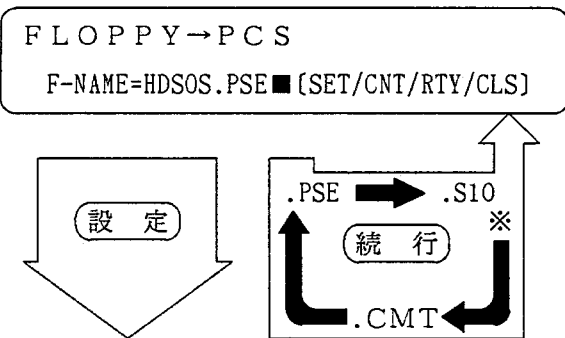 FLOPPY→PCS
F-NAME=HDSOS.PSE■[SET/CNT/RTY/CLS]
設 定
.PSE
.S10
※
続 行
.CMT